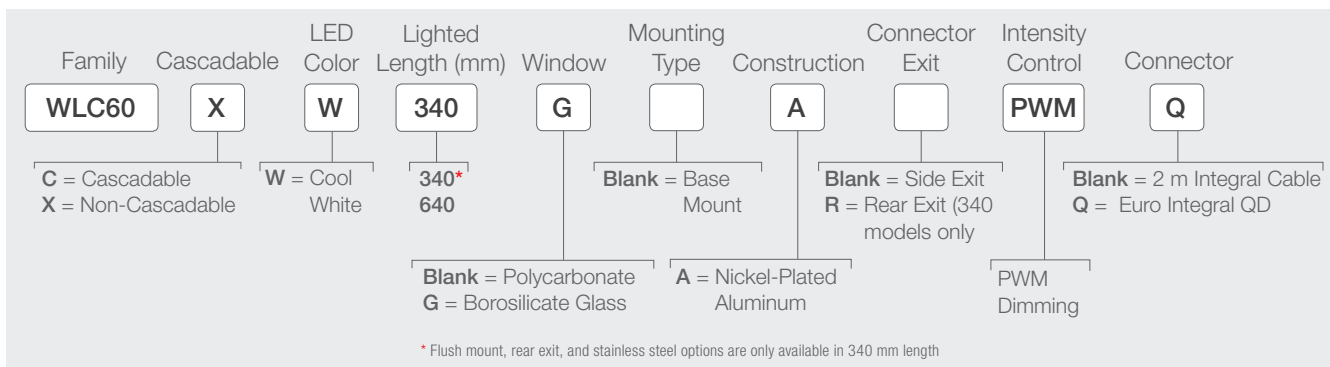 Family
Cascadable
LED
Color
Lighted
Length (mm)
Window
Mounting
Type
Construction
Connector
Exit
Intensity
Control
Connector
WLC60
X
W
340
G
A
PWM
Q
C = Cascadable
X = Non-Cascadable
W = Cool
White
340*
640
Blank = Base
Mount
Blank = Side Exit
R = Rear Exit (340
models only
Blank = 2 m Integral Cable
Q = Euro Integral QD
Blank = Polycarbonate
G = Borosilicate Glass
A = Nickel-Plated
Aluminum
PWM
Dimming
* Flush mount, rear exit, and stainless steel options are only available in 340 mm length